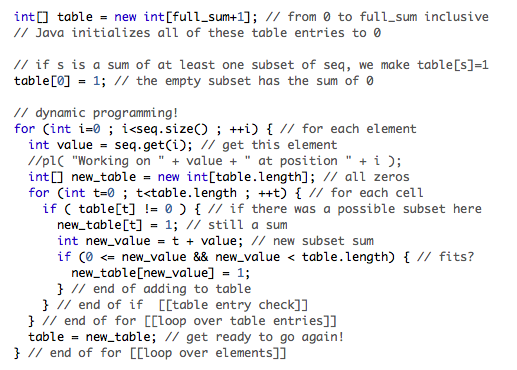 int[] table = new int[full_sum+1]; // from 0 to full_sum inclusive
// Java initializes all of these table entries to 0

// if s is a sum of at least one subset of seq, we make table[s]=1
table[0] = 1; // the empty subset has the sum of 0

// dynamic programming!
for (int i=0 ; i<seq.size() ; ++i) { // for each element
  int value = seq.get(i); // get this element
  //pl( "Working on " + value + " at position " + i );
  int[] new_table = new int[table.length]; // all zeros
  for (int t=0 ; t<table.length ; ++t) { // for each cell
    if ( table[t] != 0 ) { // if there was a possible subset here
      new_table[t] = 1; // still a sum
      int new_value = t + value; // new subset sum
      if (0 <= new_value && new_value < table.length) { // fits?
        new_table[new_value] = 1;
      } // end of adding to table
    } // end of if  [[table entry check]]
  } // end of for [[loop over table entries]]
  table = new_table; // get ready to go again!
} // end of for [[loop over elements]]